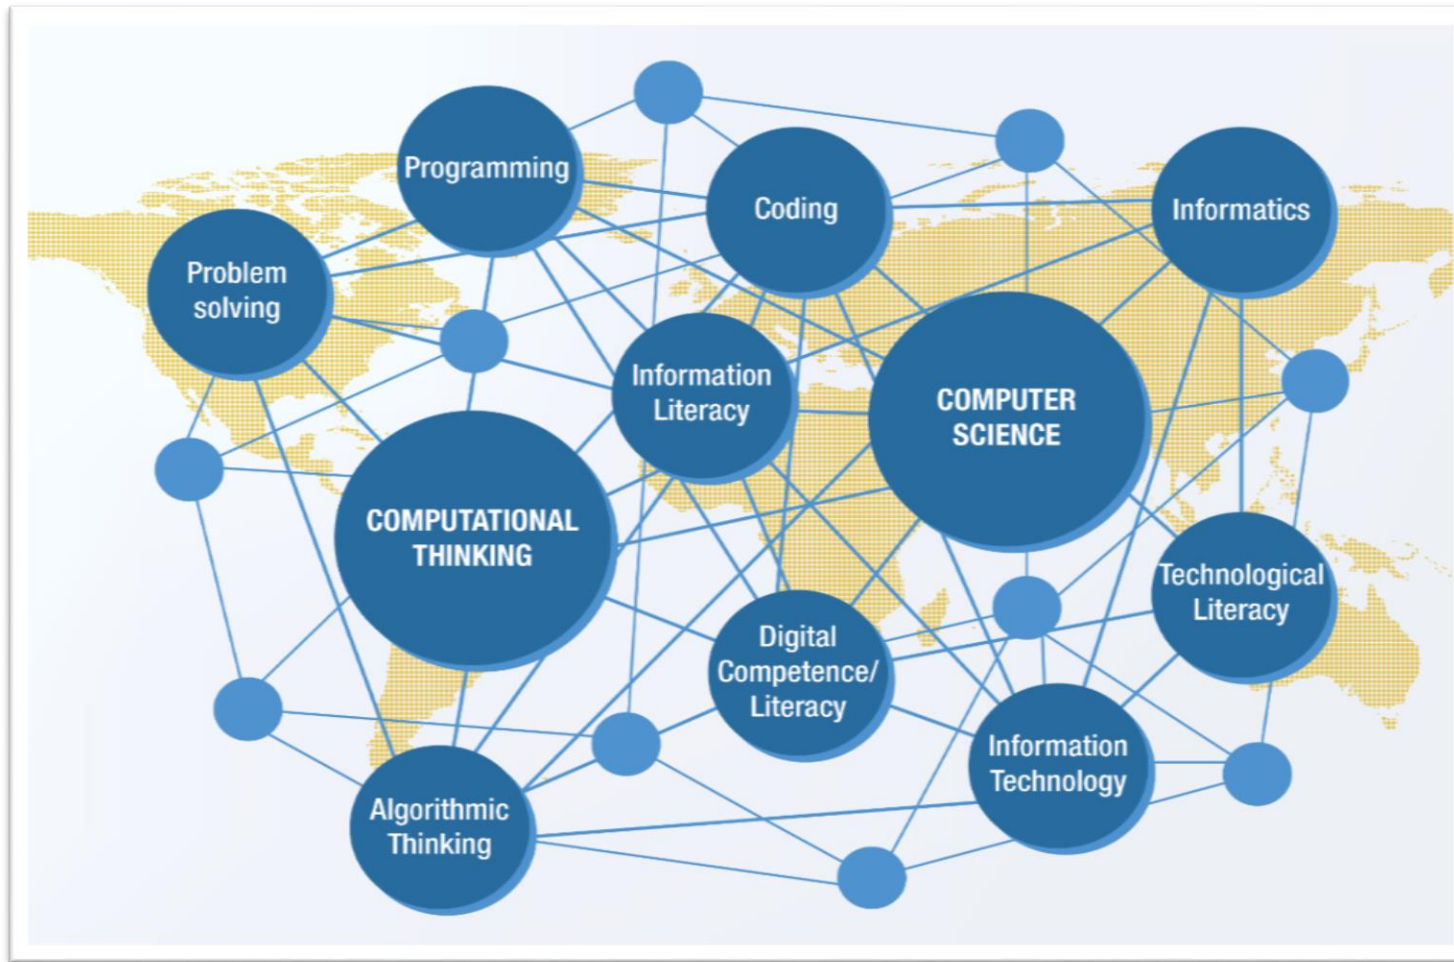 Programming
Coding
Informatics
Problem
solving
Information
Literacy
COMPUTER
SCIENCE
COMPUTATIONAL
THINKING
Technological
Literacy
Digital
Competence/
Literacy
Information
Technology
Algorithmic
Thinking